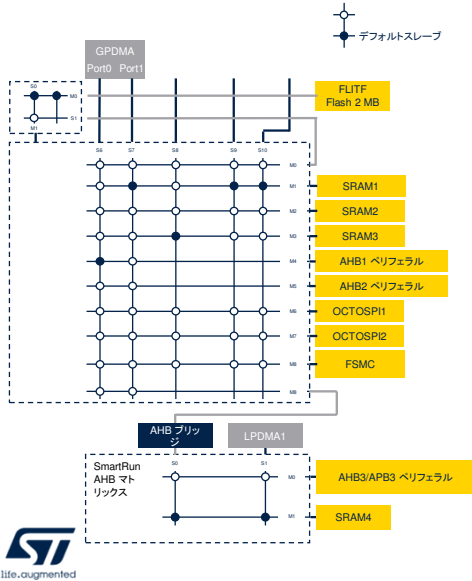 デフォルトスレーブ
GPDMA
Port0 Port1
FLITF
Flash 2 MB
S0
M0
S1
M1
S6 S7 S8 S9 S10
M0
M1
SRAM1
M2
SRAM2
M3
SRAM3
M4
AHB1 ペリフェラル
M5
AHB2 ペリフェラル
M6
OCTOSPI1
M7
OCTOSPI2
M8
FSMC
M9
AHB ブリッ
ジ
LPDMA1
SmartRun
AHB マト
リックス
S0 S1
M0
AHB3/APB3 ペリフェラル
M1
SRAM4
ST
life.augmented